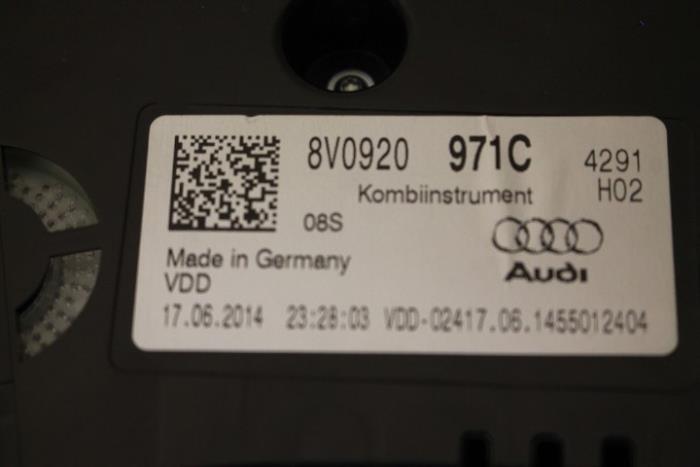 8V0920 971C 4291
Kombiinstrument H02
08S
Made in Germany
Audi
VDD
17.06.2014 23:28:03 VDD-02417.06.1455012404